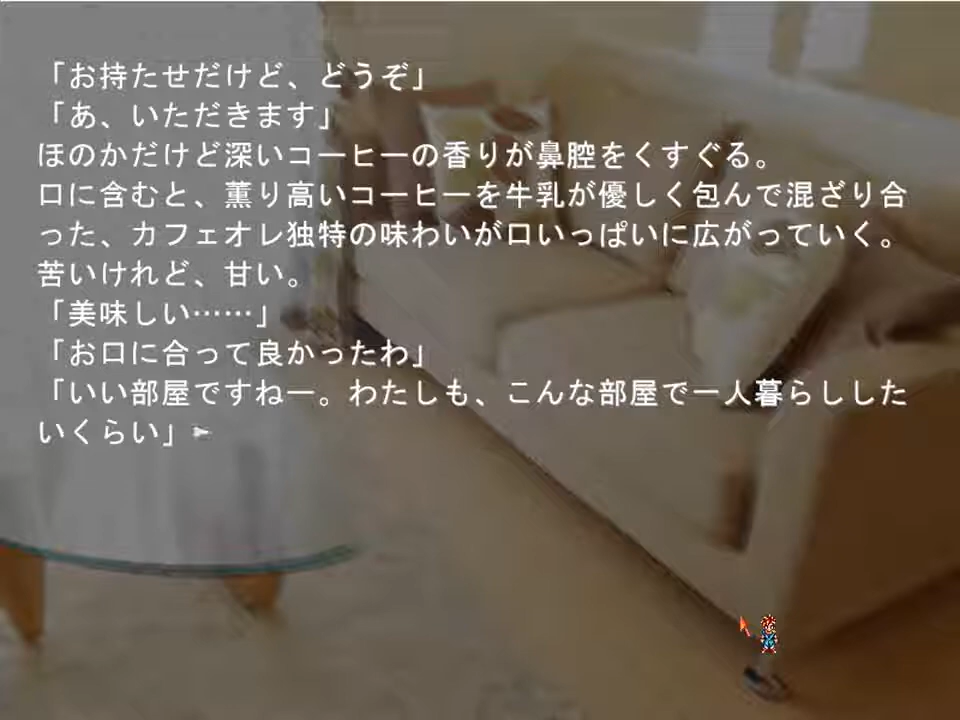 「お持たせだけど、どうぞ」
「あ、いただきます」
ほのかだけど深いコーヒーの香りが鼻腔をくすぐる。
口に含むと、薫り高いコーヒーを牛乳が優しく包んで混ざり合
った、カフェオレ独特の味わいが口いっぱいに広がっていく。
苦いけれど、甘い。
「美味しい……」
「お口に合って良かったわ」
「いい部屋ですねー。わたしも、こんな部屋で一人暮らしした
いくらい」